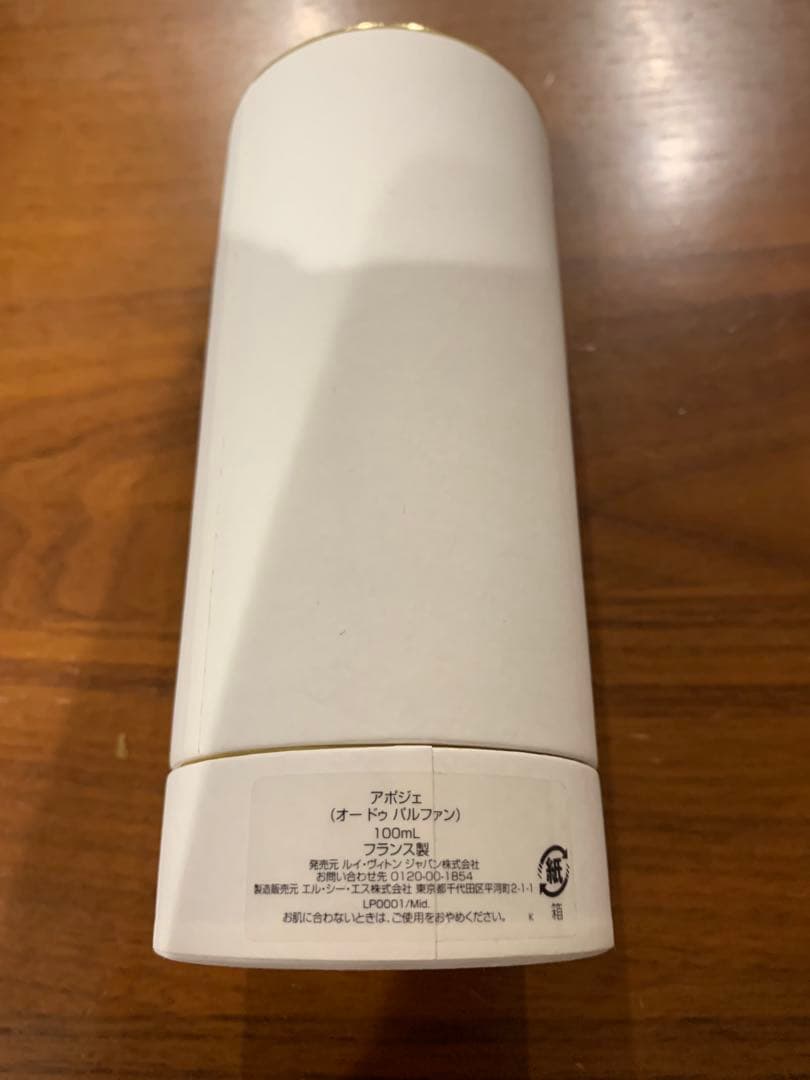 アポジェ
(オー ドゥ パルファン)
100mL
フランス製
発売元 ルイ・ヴィトン ジャパン株式会社
お問い合わせ先 0120-00-1854
製造販売元 エル・シー・エス株式会社 東京都千代田区平河町2-1-1
LP0001/Mid.
お肌に合わないときは、ご使用をおやめください。 K
紙
箱